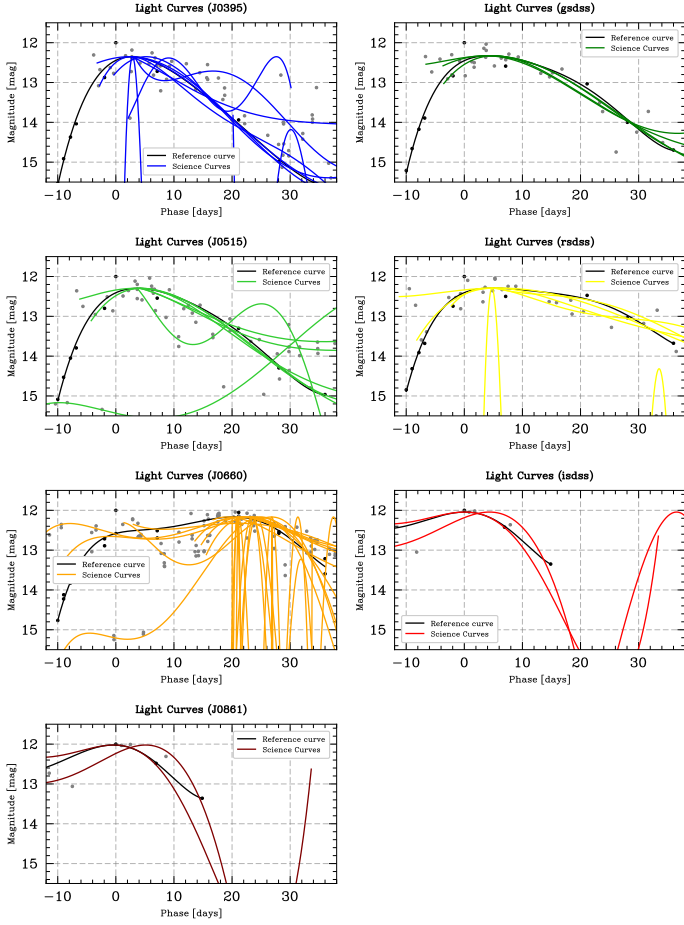 Light Curves (J0395)
12
13
14
15
Magnitude [mag]
Reference curve
Science Curves
−10
0
10
20
30
Phase [days]
Light Curves (gsdss)
12
13
14
15
Magnitude [mag]
Reference curve
Science Curves
−10
0
10
20
30
Phase [days]
Light Curves (J0515)
12
13
14
15
Magnitude [mag]
Reference curve
Science Curves
−10
0
10
20
30
Phase [days]
Light Curves (rsdss)
12
13
14
15
Magnitude [mag]
Reference curve
Science Curves
−10
0
10
20
30
Phase [days]
Light Curves (J0660)
12
13
14
15
Magnitude [mag]
Reference curve
Science Curves
−10
0
10
20
30
Phase [days]
Light Curves (isdss)
12
13
14
15
Magnitude [mag]
Reference curve
Science Curves
−10
0
10
20
30
Phase [days]
Light Curves (J0861)
12
13
14
15
Magnitude [mag]
Reference curve
Science Curves
−10
0
10
20
30
Phase [days]